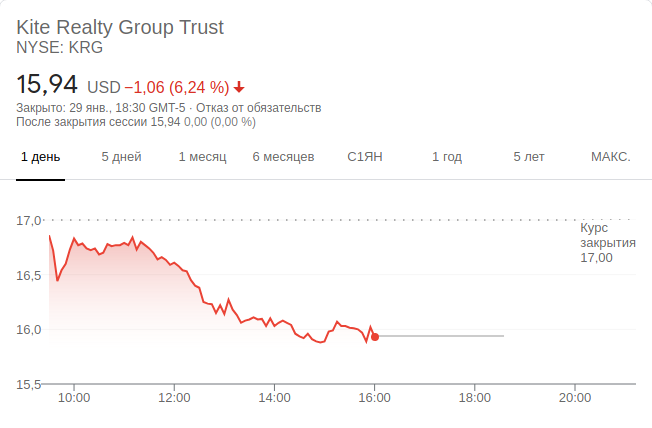 Kite Realty Group Trust
NYSE: KRG
15,94 USD −1,06 (6,24 %)
Закрыто: 29 янв., 18:30 GMT-5 · Отказ от обязательств
После закрытия сессии 15,94 0,00 (0,00 %)
1 день 5 дней 1 месяц 6 месяцев С1ЯН 1 год 5 лет МАКС.
17,0
Курс
закрытия
17,00
16,5
16,0
15,5
10:00 12:00 14:00 16:00 18:00 20:00